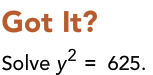 Got It?
Solve y² = 625.